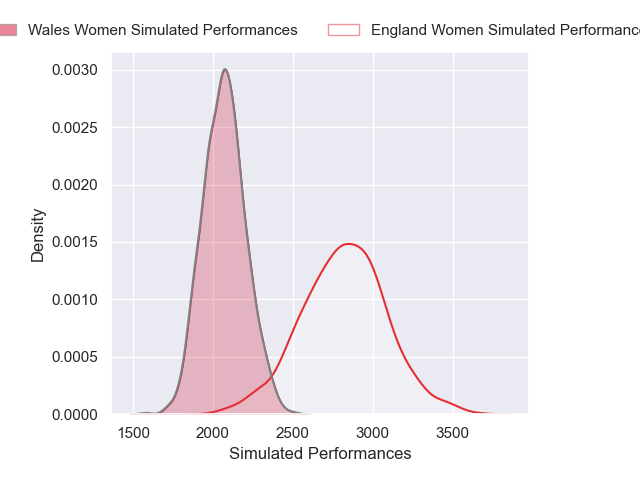 Wales Women Simulated Performances England Women Simulated Performance
0.0030
0.0025
0.0020
0.0015
0.0010
0.0005
0.0000
Density
1500 2000 2500 3000 3500
Simulated Performances